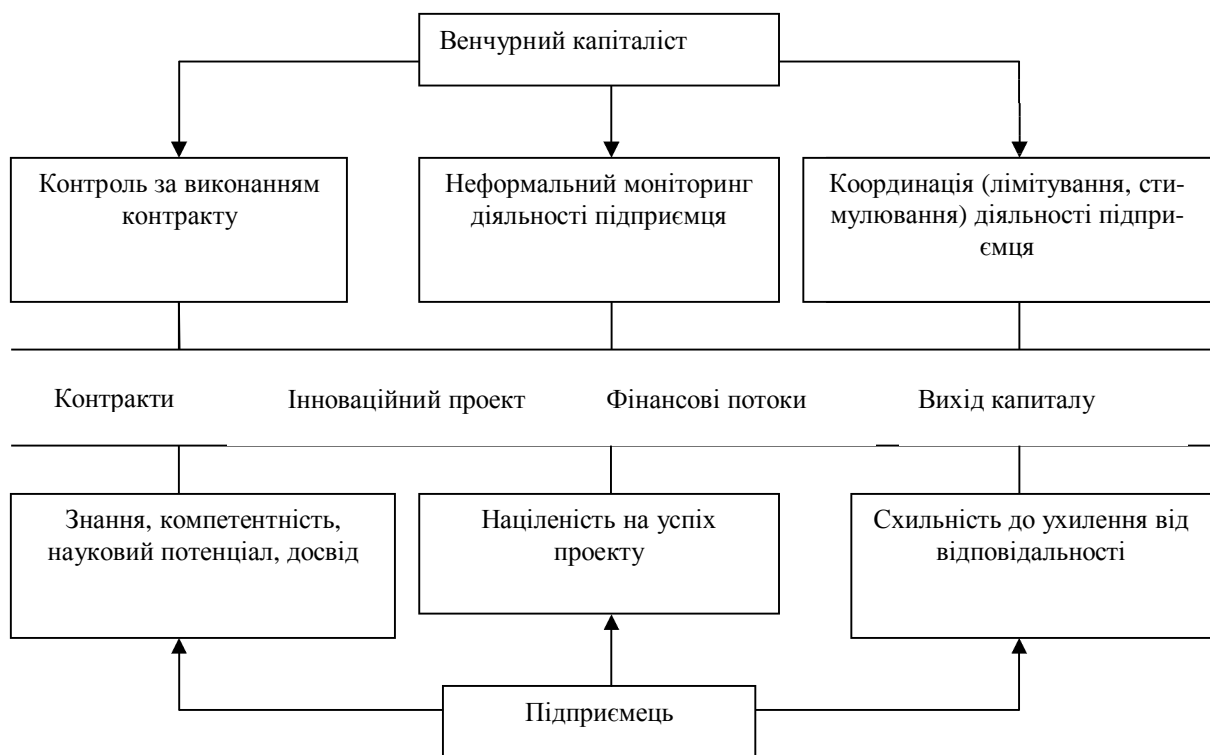 Венчурний капіталіст
Контроль за виконанням
контракту
Неформальний моніторинг
діяльності підприємця
Координація (лімітування, сти-
мулювання) діяльності підпри-
ємця
Контракти
Інноваційний проект
Фінансові потоки
Вихід капиталу
Знання, компетентність,
науковий потенціал, досвід
Націленість на успіх
проекту
Схильність до ухилення від
відповідальності
Підприємець